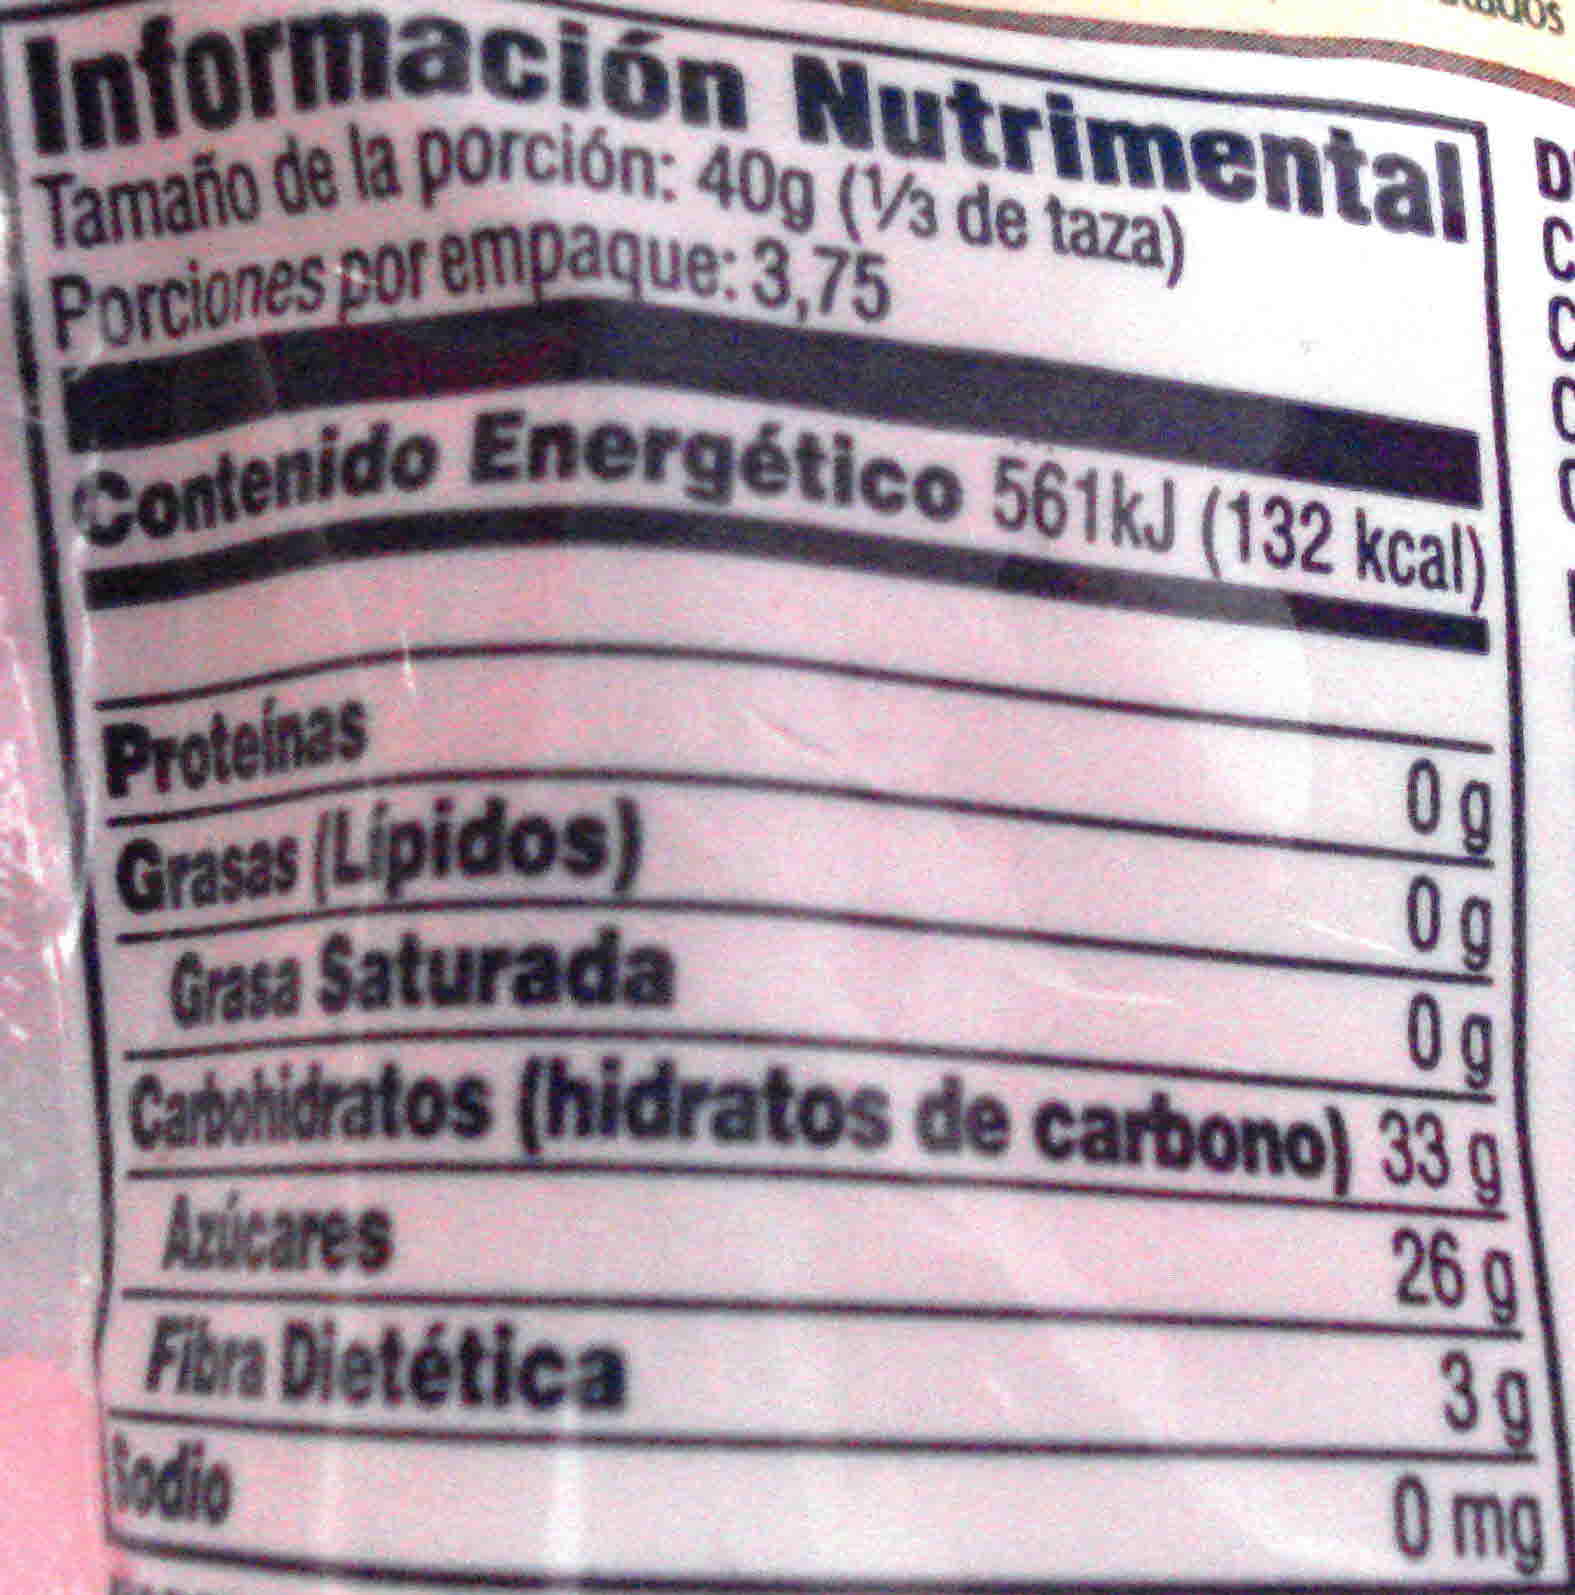 Información Nutrimental
Tamaño de la porción: 40g (⅓ de taza)
Porciones por empaque: 3,75
Contenido Energético 561kJ (132 kcal)
Proteínas 0 g
Grasas (Lípidos) 0 g
Grasa Saturada 0 g
Carbohidratos (hidratos de carbono) 33 g
Azúcares 26 g
Fibra Dietética 3 g
Sodio 0 mg